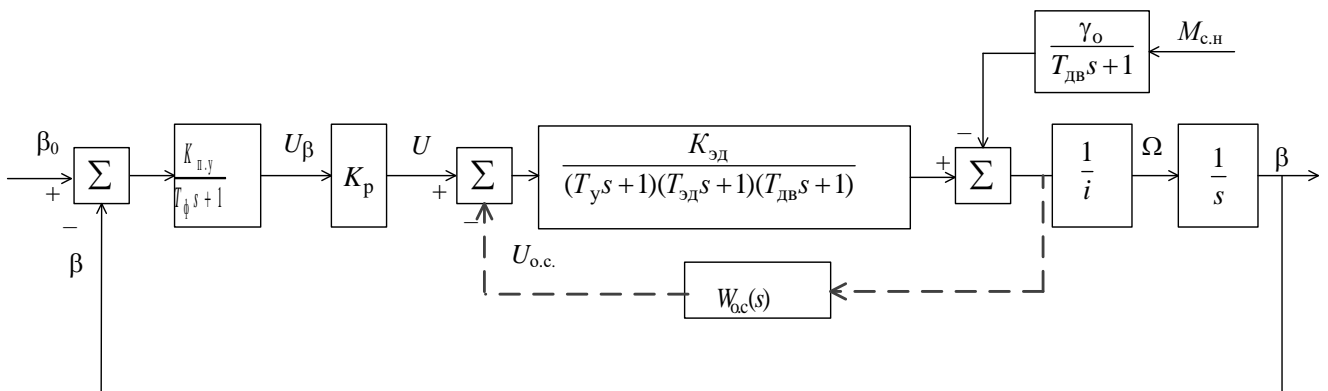 γо
Tдвs+1
Mс.н
β0
+
−
β
Σ
Kп.у
Tфs+1
Uβ
Kр
U
+
−
Σ
Kэд
(Tуs+1)(Tэдs+1)(Tдвs+1)
+
−
Σ
1
i
Ω
1
s
β
Uо.с.
Wо.с(s)